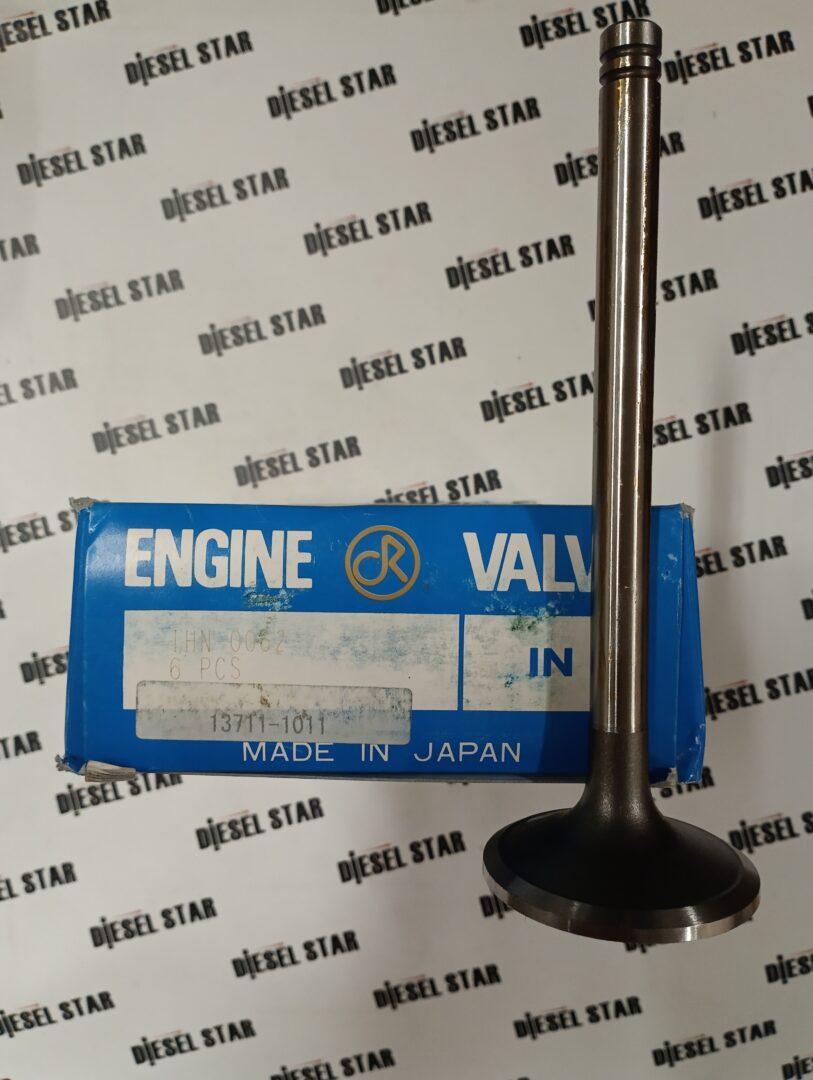 DIESEL STAR
ENGINE
VALV
IHN 0062
6 PCS
IN
13711-1011
MADE IN JAPAN